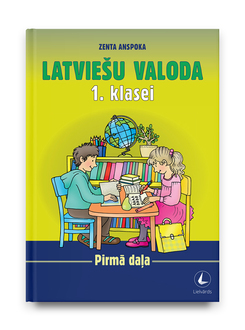 ZENTA ANSPOKA
LATVIEŠU VALODA
1. klasei
Pirmā daļa
Lielvārds